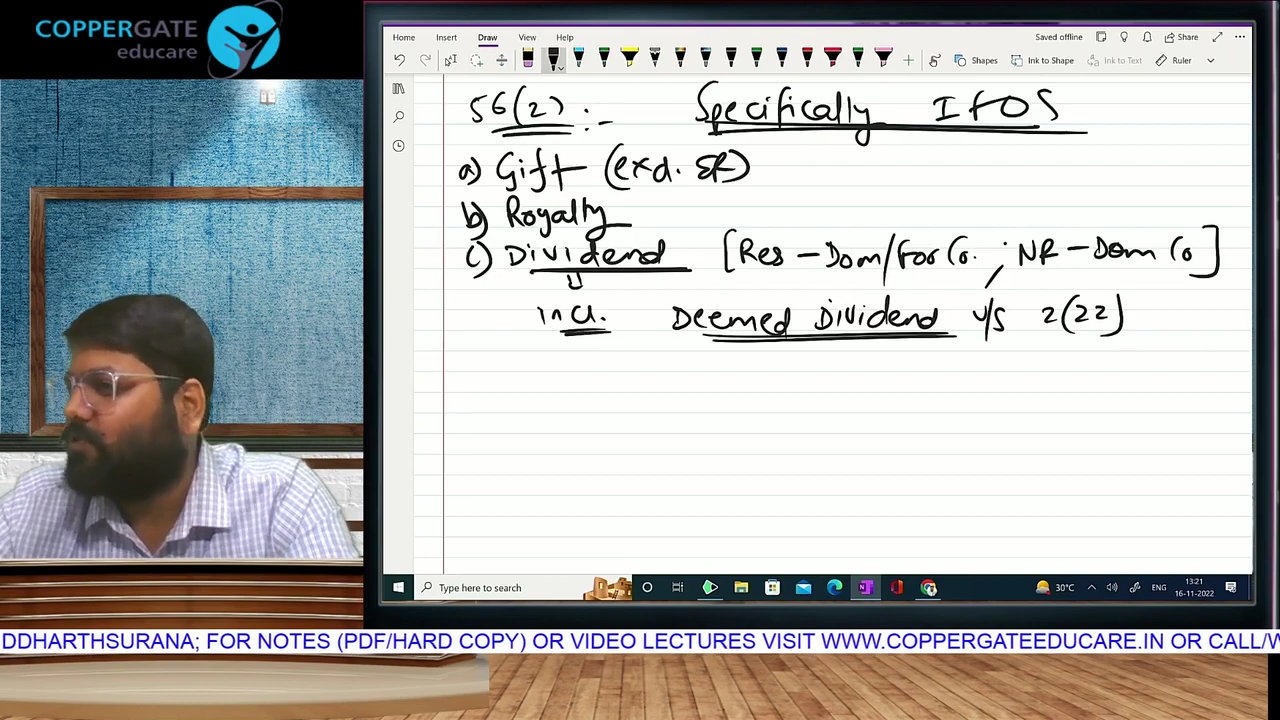 COPPERGATE
educare
Home Insert Draw View Help
Saved offline Share
Shapes Ink to Shape Ink to Text Ruler
56(2) :- Specifically IFOS
a) Gift (exd. SR)
b) Royalty
c) Dividend [Res - Dom/For Co. ; NR - Dom Co]
incl. Deemed Dividend u/s 2(22)
Type here to search
30°C ENG 13:21
16-11-2022
DDHARTHSURANA; FOR NOTES (PDF/HARD COPY) OR VIDEO LECTURES VISIT WWW.COPPERGATEEDUCARE.IN OR CALL/W